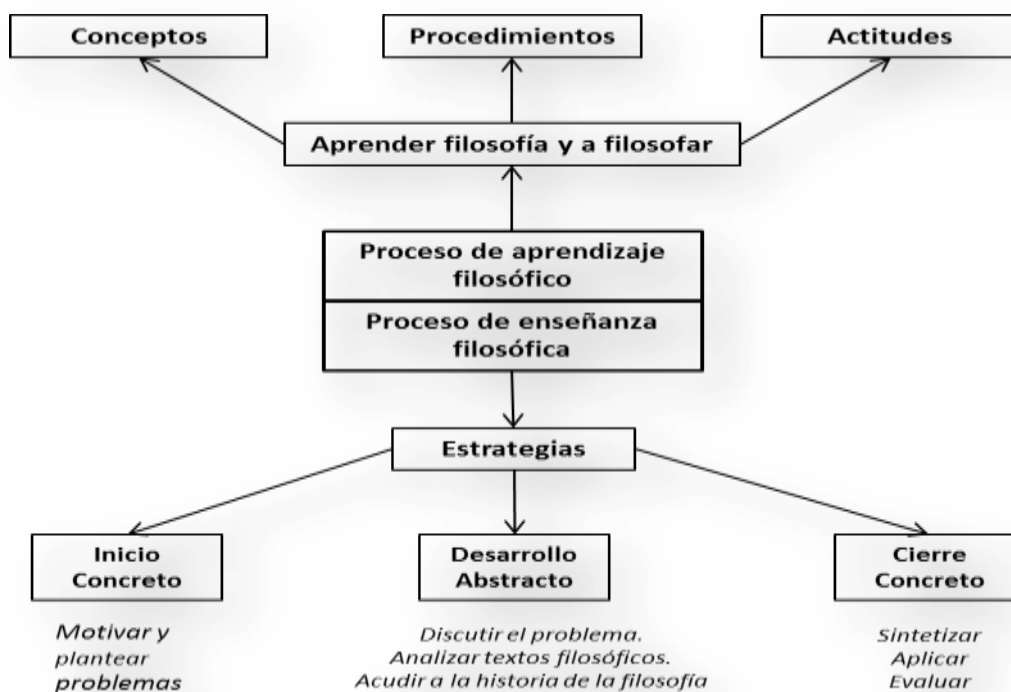 Conceptos
Procedimientos
Actitudes
Aprender filosofía y a filosofar
Proceso de aprendizaje
filosófico
Proceso de enseñanza
filosófica
Estrategias
Inicio
Concreto
Motivar y
plantear
problemas
Desarrollo
Abstracto
Discutir el problema.
Analizar textos filosóficos.
Acudir a la historia de la filosofía
Cierre
Concreto
Sintetizar
Aplicar
Evaluar